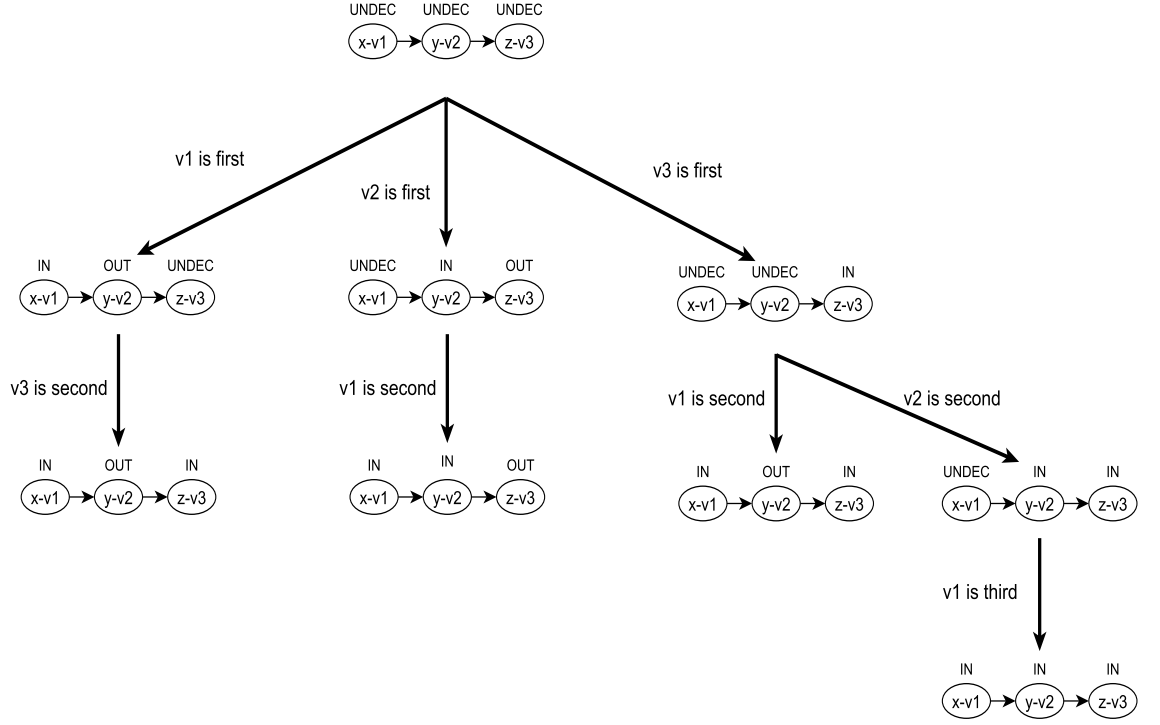 UNDEC UNDEC UNDEC
x-v1 y-v2 z-v3
v1 is first
v2 is first
v3 is first
IN OUT UNDEC
x-v1 y-v2 z-v3
UNDEC IN OUT
x-v1 y-v2 z-v3
UNDEC UNDEC IN
x-v1 y-v2 z-v3
v3 is second
v1 is second
v1 is second
v2 is second
IN OUT IN
x-v1 y-v2 z-v3
IN IN OUT
x-v1 y-v2 z-v3
IN OUT IN
x-v1 y-v2 z-v3
UNDEC IN IN
x-v1 y-v2 z-v3
v1 is third
IN IN IN
x-v1 y-v2 z-v3